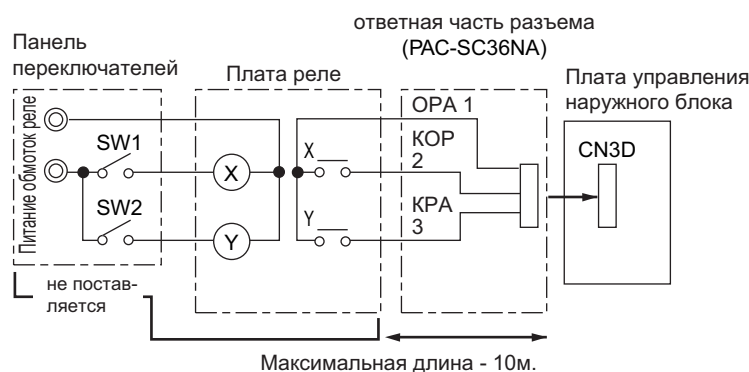 ответная часть разъема
(PAC-SC36NA)
Панель
переключателей
Плата реле
Плата управления
наружного блока
Питание обмоток реле
SW1
SW2
X
Y
X
Y
ОРА 1
КОР
2
КРА
3
CN3D
не постав-
ляется
Максимальная длина - 10м.